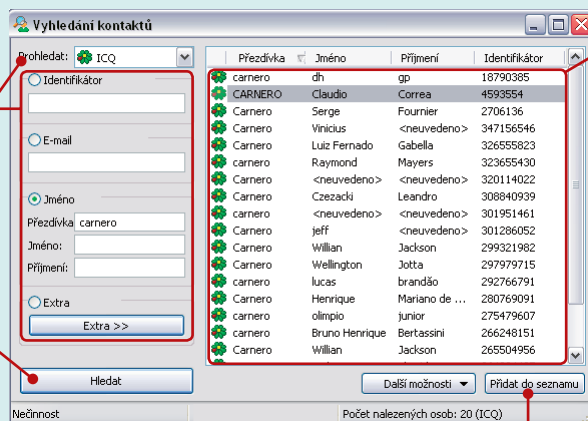 Vyhledání kontaktů
Prohledat: ICQ
Identifikátor
E-mail
Jméno
Přezdívka carnero
Jméno:
Příjmení:
Extra
Extra >>
Hledat
Přezdívka Jméno Příjmení Identifikátor
carnero dh gp 18790385
CARNERO Claudio Correa 4593554
Carnero Serge Fournier 2706136
Carnero Vinicius <neuvedeno> 347156546
Carnero Luiz Fernado Gabella 326555823
carnero Raymond Mayers 323655430
Carnero <neuvedeno> <neuvedeno> 320114022
Carnero Czezacki Leandro 308840939
carnero <neuvedeno> <neuvedeno> 301951461
Carnero jeff <neuvedeno> 301286052
Carnero Willian Jackson 299321982
Carnero Wellington Jotta 297979715
carnero lucas brandão 292766791
Carnero Henrique Mariano de ... 280769091
carnero olimpio junior 275479607
carnero Bruno Henrique Bertassini 266248151
Carnero Willian Jackson 265504956
Další možnosti Přidat do seznamu
Nečinnost Počet nalezených osob: 20 (ICQ)